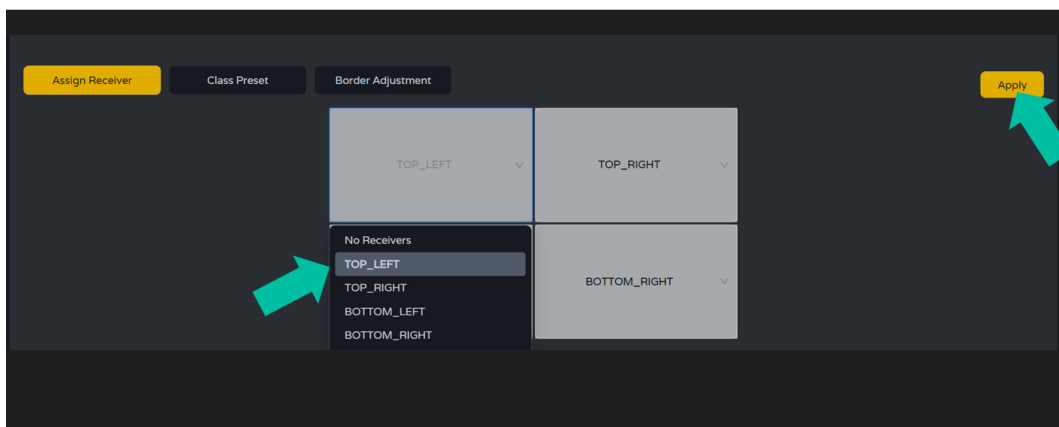 Assign Receiver
Class Preset
Border Adjustment
Apply
TOP_LEFT
TOP_RIGHT
No Receivers
TOP_LEFT
TOP_RIGHT
BOTTOM_LEFT
BOTTOM_RIGHT
BOTTOM_RIGHT